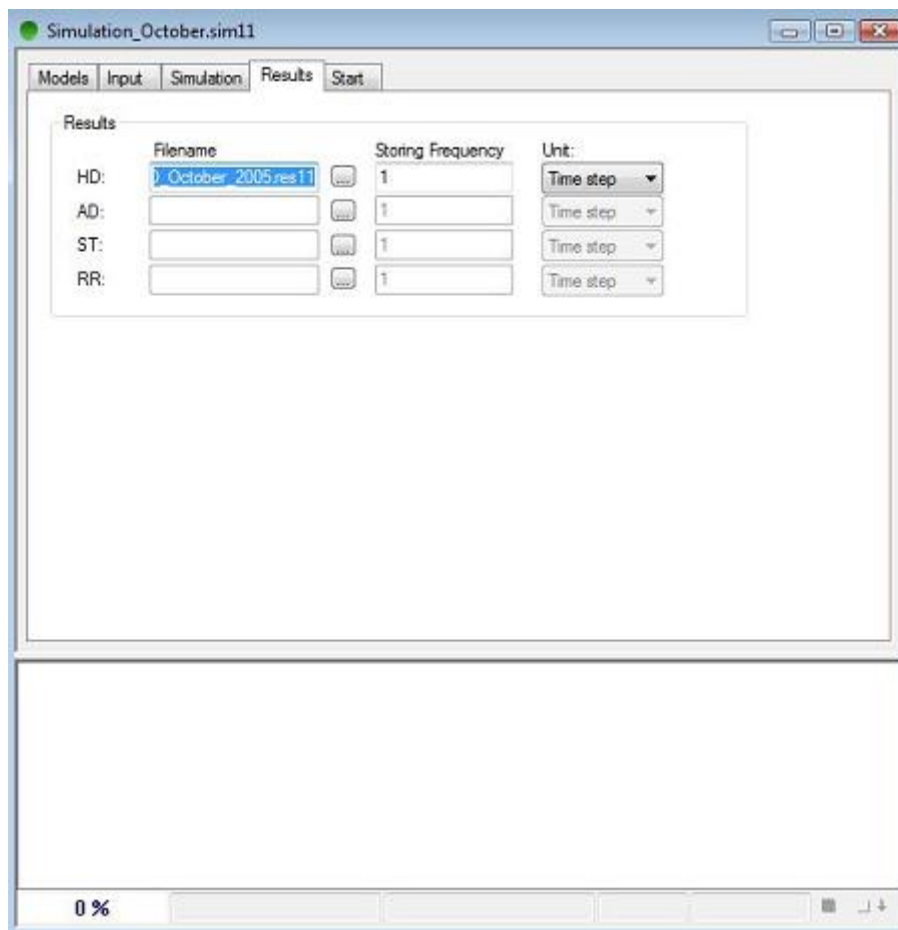 Simulation_October.sim11
Models Input Simulation Results Start
Results
Filename Storing Frequency Unit:
HD: _October_2005.res11 ... 1 Time step
AD: ... 1 Time step
ST: ... 1 Time step
RR: ... 1 Time step
0 %